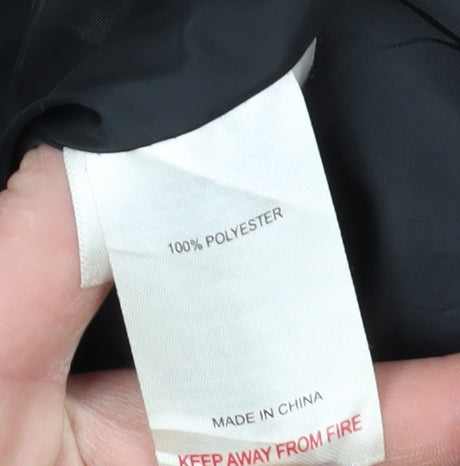 100% POLYESTER
MADE IN CHINA
KEEP AWAY FROM FIRE